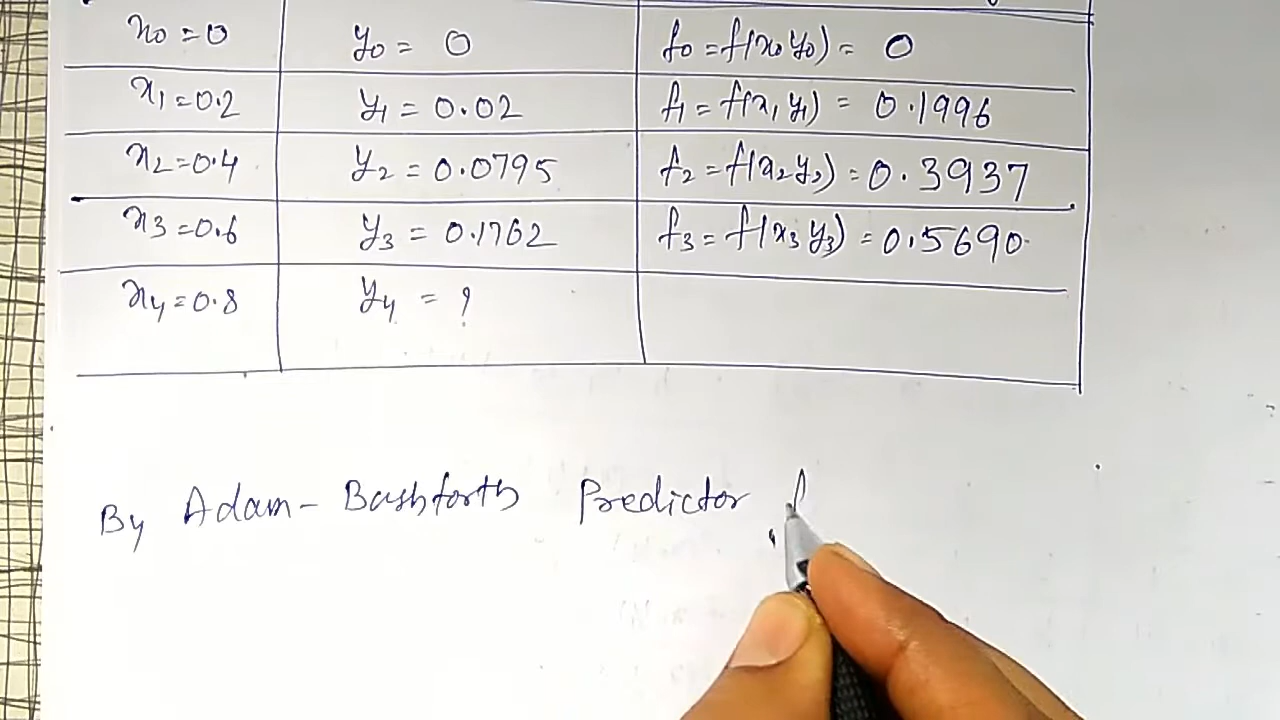 x0 = 0 y0 = 0 f0 = f(x0 y0) = 0
x1 = 0.2 y1 = 0.02 f1 = f(x1 y1) = 0.1996
x2 = 0.4 y2 = 0.0795 f2 = f(x2 y2) = 0.3937
x3 = 0.6 y3 = 0.1762 f3 = f(x3 y3) = 0.5690
x4 = 0.8 y4 = ?
By Adam - Bashforth Predictor f